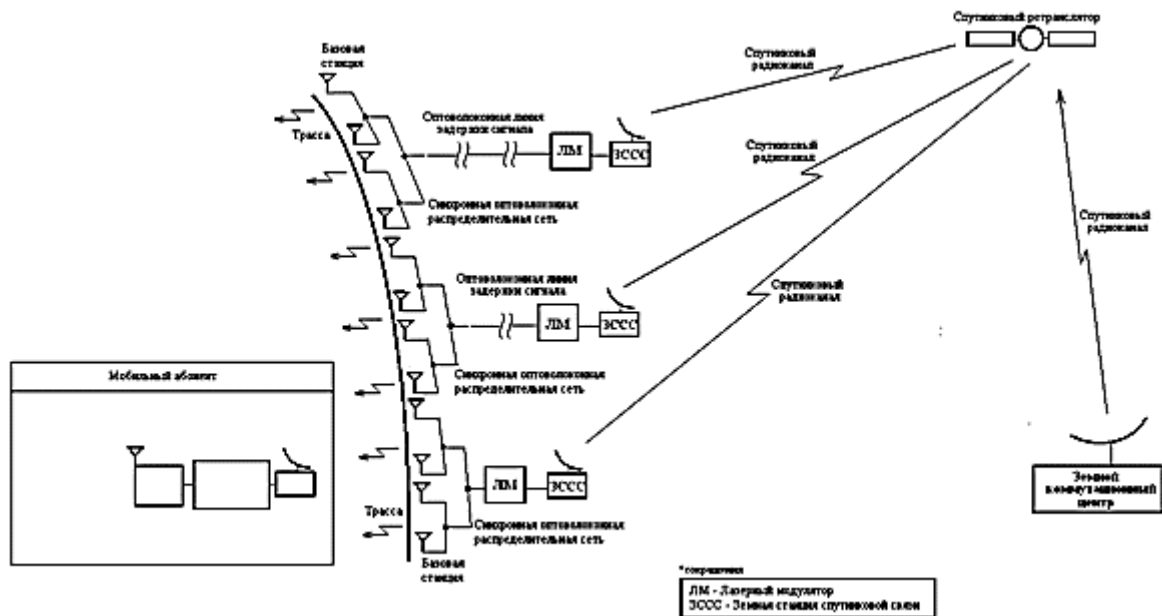 Спутниковый ретранслятор
Базовая
станция
Спутниковый
радиоканал
Трасса
Оптоволоконная линия
задержки сигнала
ЛМ
ЗССС
Спутниковый
радиоканал
Синхронная оптоволоконная
распределительная сеть
Спутниковый
радиоканал
Оптоволоконная линия
задержки сигнала
Спутниковый
радиоканал
ЛМ
ЗССС
Мобильный абонент
Синхронная оптоволоконная
распределительная сеть
ЛМ
ЗССС
Земной
коммутационный
центр
Трасса
Синхронная оптоволоконная
распределительная сеть
Базовая
станция
*сокращения
ЛМ - Лазерный модулятор
ЗССС - Земная станция спутниковой связи